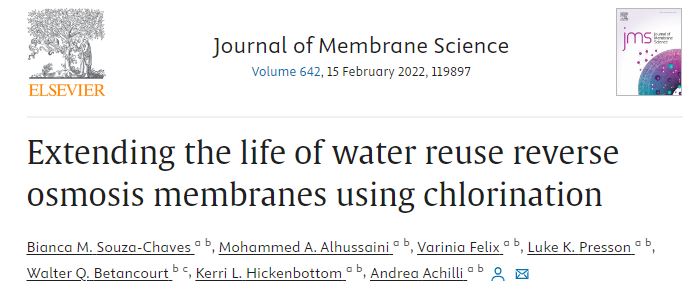 ELSEVIER
Journal of Membrane Science
Volume 642, 15 February 2022, 119897
jms
Extending the life of water reuse reverse
osmosis membranes using chlorination
Bianca M. Souza-Chaves a b, Mohammed A. Alhussaini a b, Varinia Felix a b, Luke K. Presson a b,
Walter Q. Betancourt b c, Kerri L. Hickenbottom a b, Andrea Achilli a b